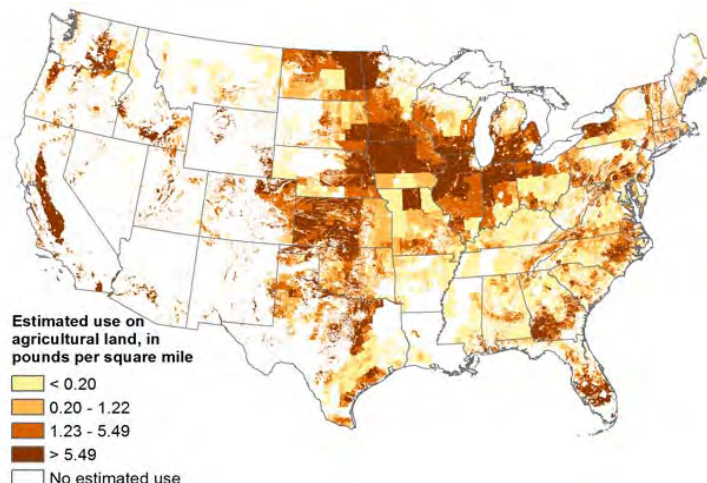 Estimated use on
agricultural land, in
pounds per square mile
< 0.20
0.20 - 1.22
1.23 - 5.49
> 5.49
No estimated use